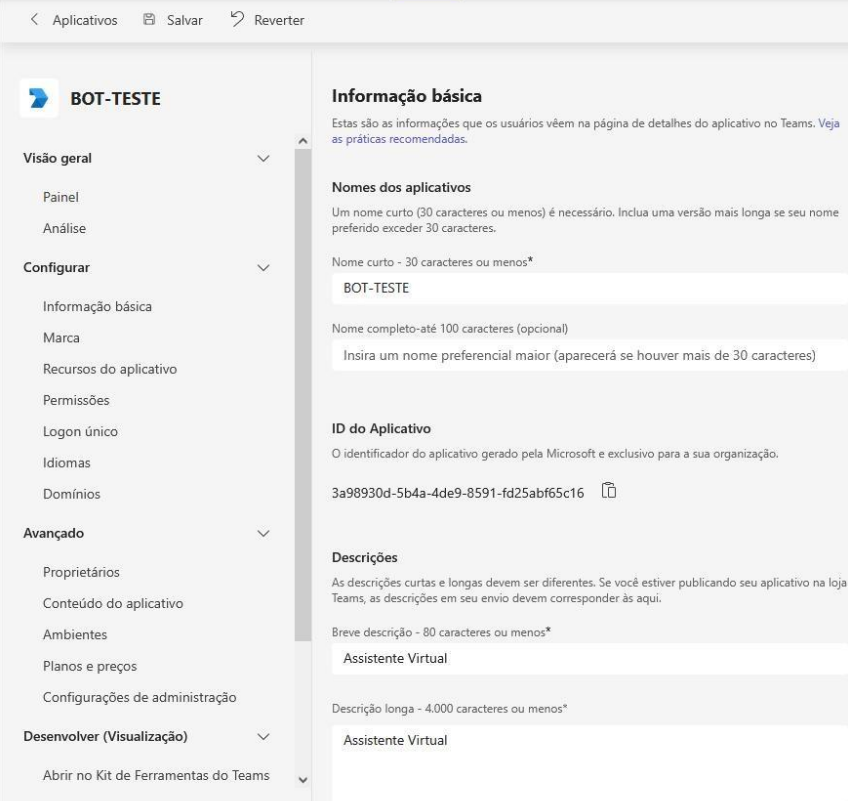 Aplicativos Salvar Reverter
BOT-TESTE
Visão geral
Painel
Análise
Configurar
Informação básica
Marca
Recursos do aplicativo
Permissões
Logon único
Idiomas
Domínios
Avançado
Proprietários
Conteúdo do aplicativo
Ambientes
Planos e preços
Configurações de administração
Desenvolver (Visualização)
Abrir no Kit de Ferramentas do Teams
Informação básica
Estas são as informações que os usuários vêem na página de detalhes do aplicativo no Teams. Veja
as práticas recomendadas.
Nomes dos aplicativos
Um nome curto (30 caracteres ou menos) é necessário. Inclua uma versão mais longa se seu nome
preferido exceder 30 caracteres.
Nome curto - 30 caracteres ou menos*
BOT-TESTE
Nome completo-até 100 caracteres (opcional)
Insira um nome preferencial maior (aparecerá se houver mais de 30 caracteres)
ID do Aplicativo
O identificador do aplicativo gerado pela Microsoft e exclusivo para a sua organização.
3a98930d-5b4a-4de9-8591-fd25abf65c16
Descrições
As descrições curtas e longas devem ser diferentes. Se você estiver publicando seu aplicativo na loja
Teams, as descrições em seu envio devem corresponder às aqui.
Breve descrição - 80 caracteres ou menos*
Assistente Virtual
Descrição longa - 4.000 caracteres ou menos*
Assistente Virtual